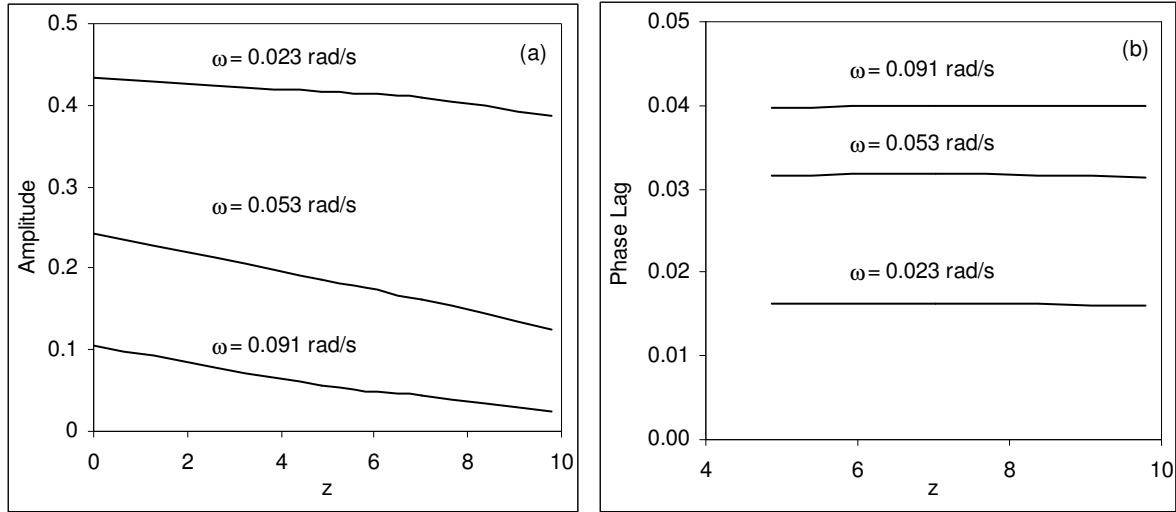 (a)
ω = 0.023 rad/s
ω = 0.053 rad/s
ω = 0.091 rad/s
Amplitude
0.5
0.4
0.3
0.2
0.1
0
0 2 4 6 8 10
z
(b)
ω = 0.091 rad/s
ω = 0.053 rad/s
ω = 0.023 rad/s
Phase Lag
0.05
0.04
0.03
0.02
0.01
0.00
4 6 8 10
z